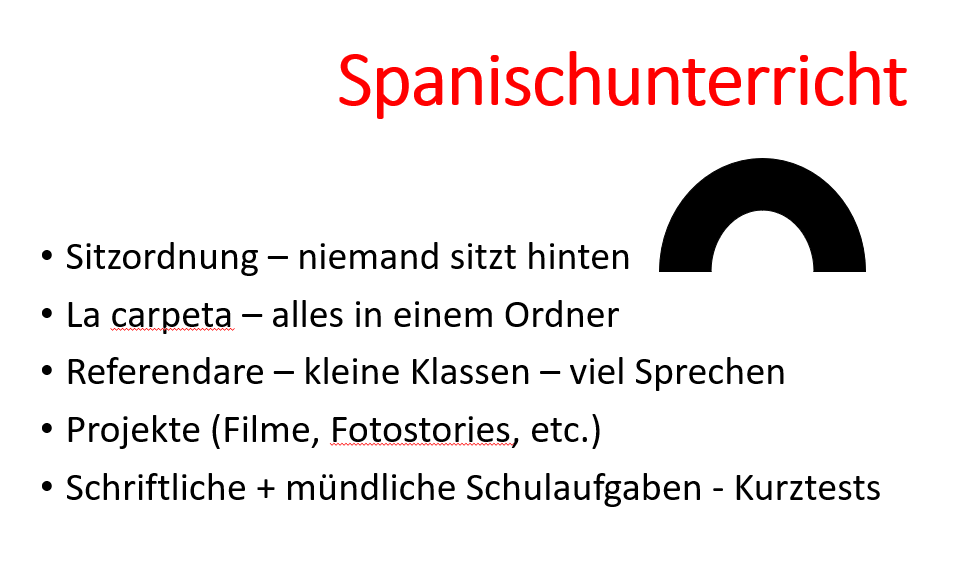 Spanischunterricht
• Sitzordnung – niemand sitzt hinten
• La carpeta – alles in einem Ordner
• Referendare – kleine Klassen – viel Sprechen
• Projekte (Filme, Fotostories, etc.)
• Schriftliche + mündliche Schulaufgaben - Kurztests